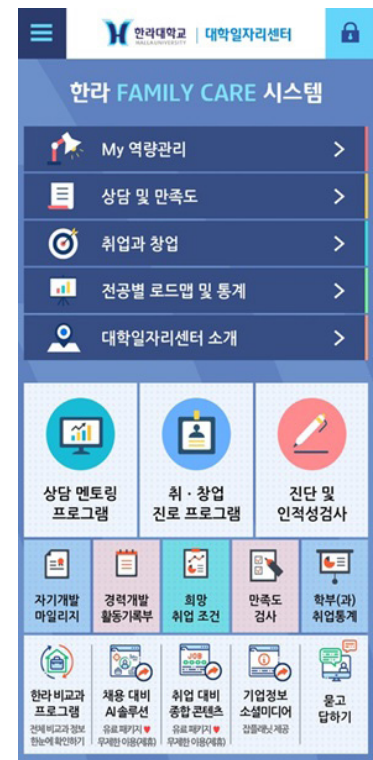 한라대학교 | 대학일자리센터
HALLA UNIVERSITY
한라 FAMILY CARE 시스템
My 역량관리
상담 및 만족도
취업과 창업
전공별 로드맵 및 통계
대학일자리센터 소개
상담 멘토링
프로그램
취 · 창업
진로 프로그램
진단 및
인적성검사
자기개발
마일리지
경력개발
활동기록부
희망
취업 조건
만족도
검사
학부(과)
취업통계
한라 비교과
프로그램
전체 비교과 정보
한눈에 확인하기
채용 대비
AI 솔루션
유료 패키지 ♥
무제한 이용(제휴)
JOB
취업 대비
종합 콘텐츠
유료 패키지 ♥
무제한 이용(제휴)
기업정보
소셜미디어
잡플래닛 제공
묻고
답하기